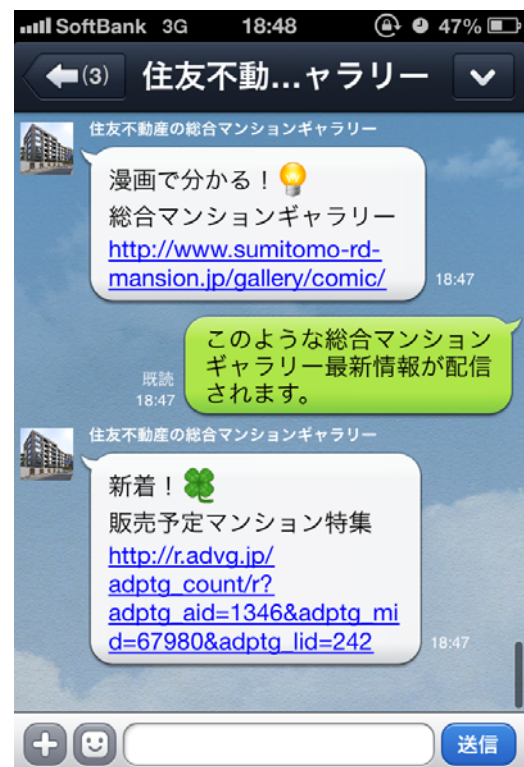 SoftBank 3G 18:48 47%
(3) 住友不動...ャラリー
住友不動産の総合マンションギャラリー
漫画で分かる！
総合マンションギャラリー
http://www.sumitomo-rd-
mansion.jp/gallery/comic/
18:47
このような総合マンション
ギャラリー最新情報が配信
されます。
既読
18:47
住友不動産の総合マンションギャラリー
新着！
販売予定マンション特集
http://r.advg.jp/
adptg_count/r?
adptg_aid=1346&adptg_mi
d=67980&adptg_lid=242
18:47
送信